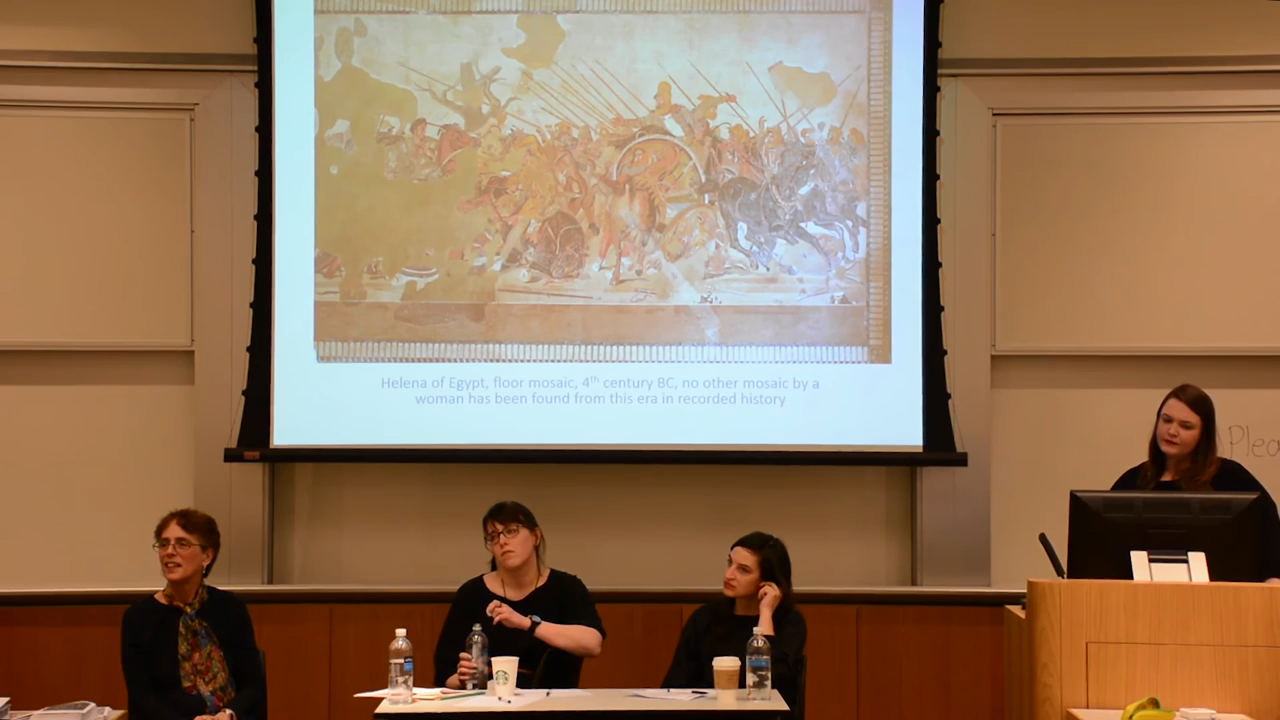 Helena of Egypt, floor mosaic, 4th century BC, no other mosaic by a
woman has been found from this era in recorded history
Plea